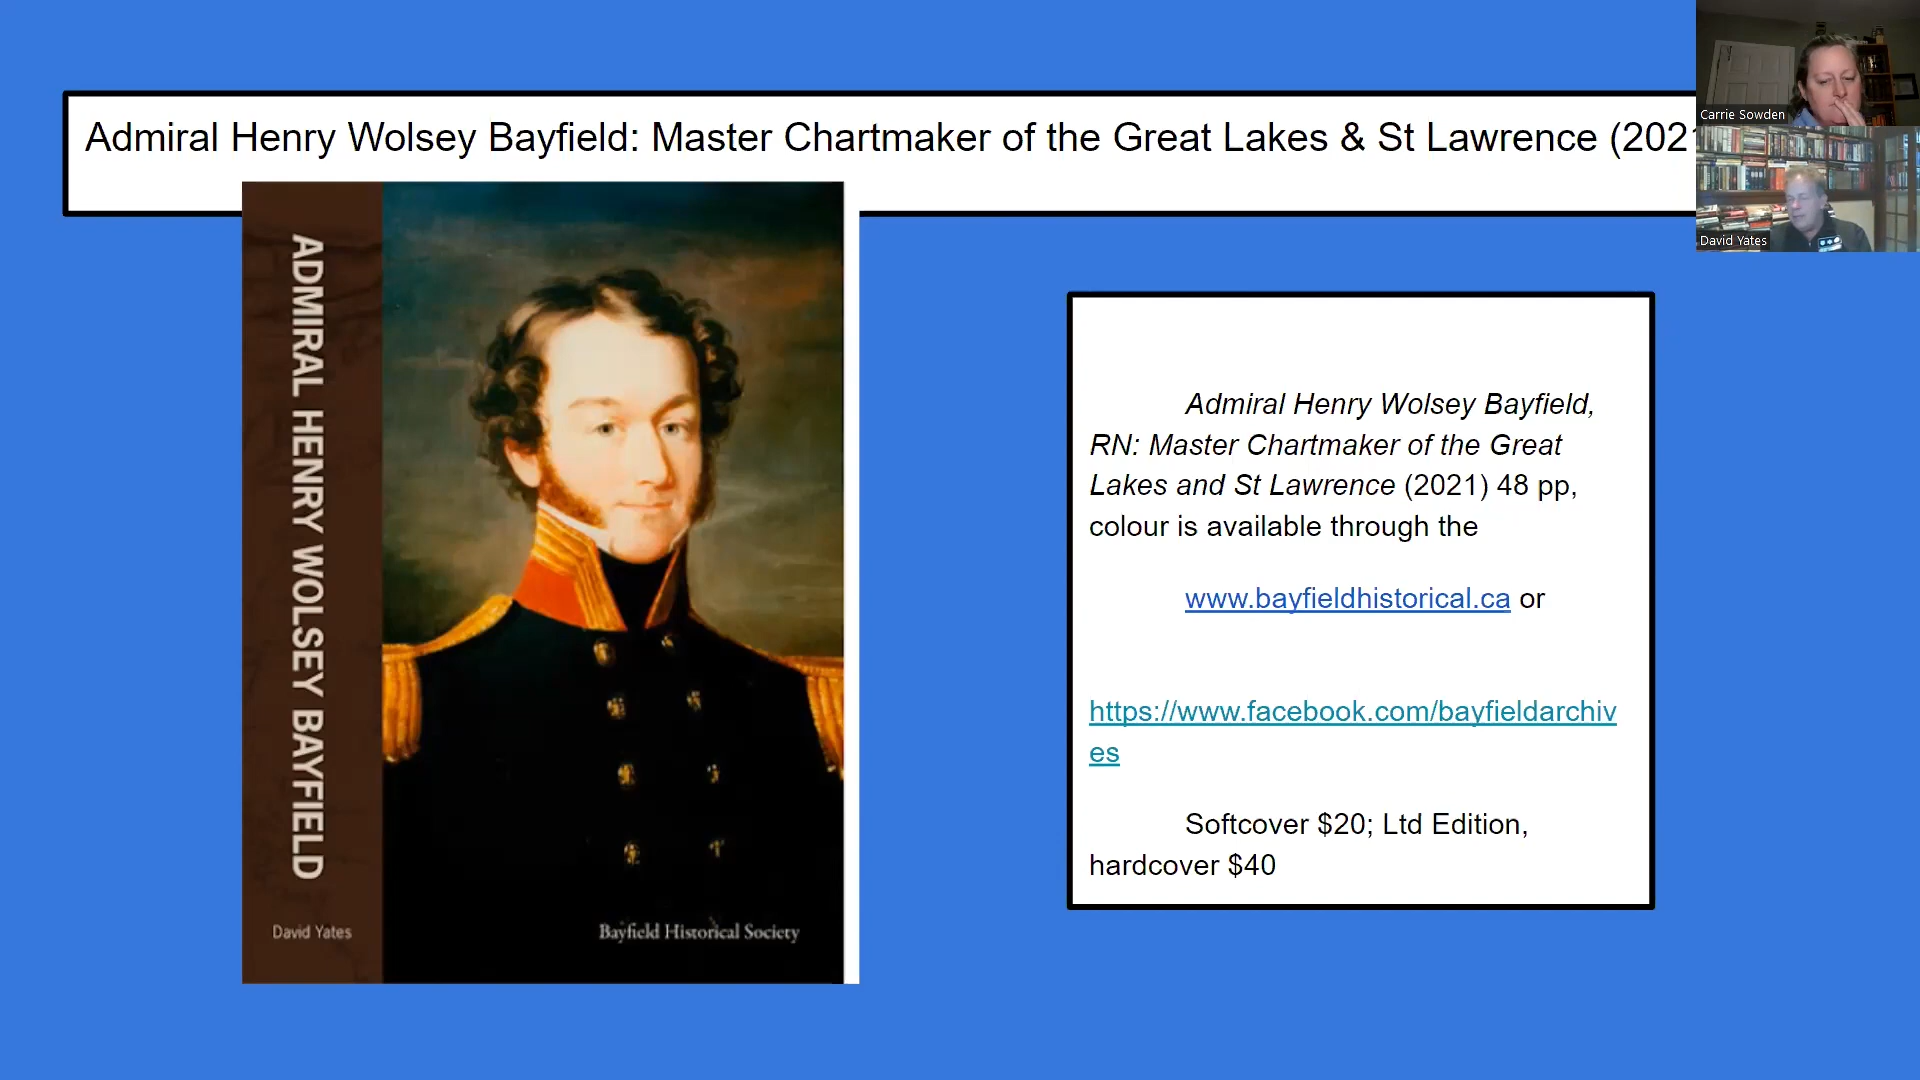 Admiral Henry Wolsey Bayfield: Master Chartmaker of the Great Lakes & St Lawrence (2021
Carrie Sowden
David Yates
ADMIRAL HENRY WOLSEY BAYFIELD
David Yates
Bayfield Historical Society
Admiral Henry Wolsey Bayfield,
RN: Master Chartmaker of the Great
Lakes and St Lawrence (2021) 48 pp,
colour is available through the
www.bayfieldhistorical.ca or
https://www.facebook.com/bayfieldarchiv
es
Softcover $20; Ltd Edition,
hardcover $40